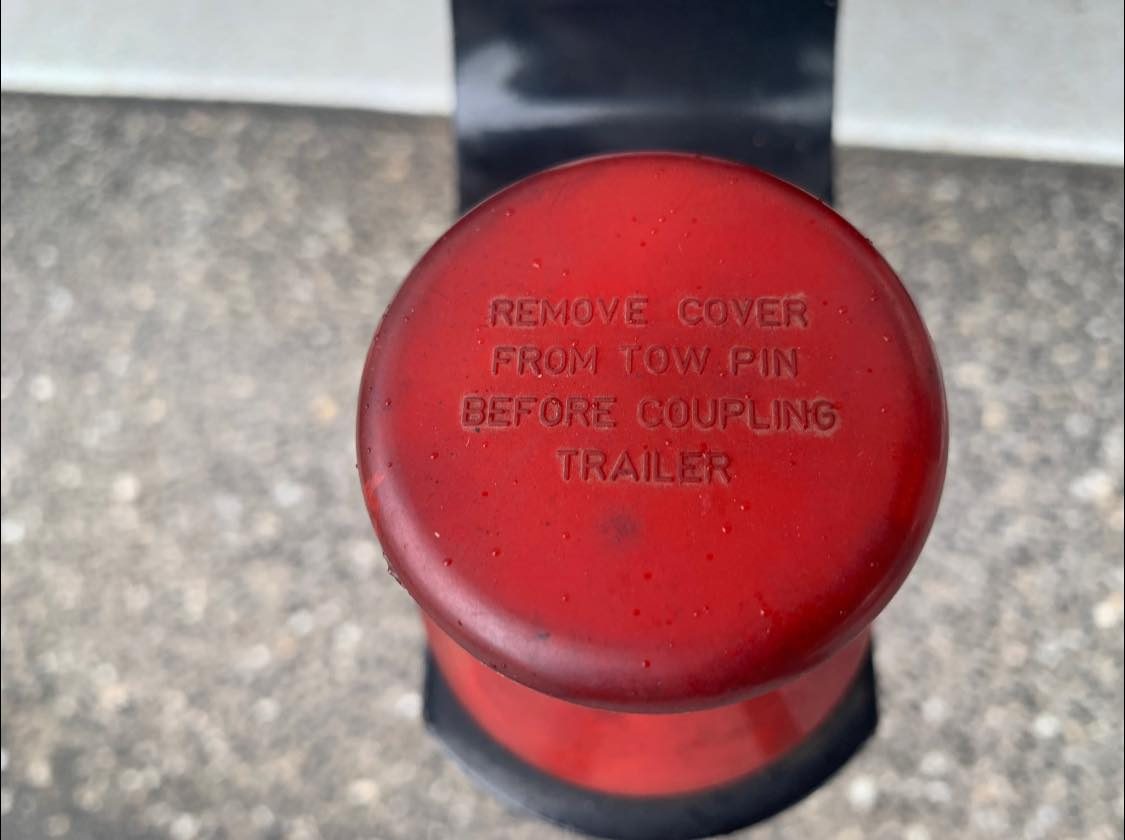 REMOVE COVER
FROM TOW PIN
BEFORE COUPLING
TRAILER